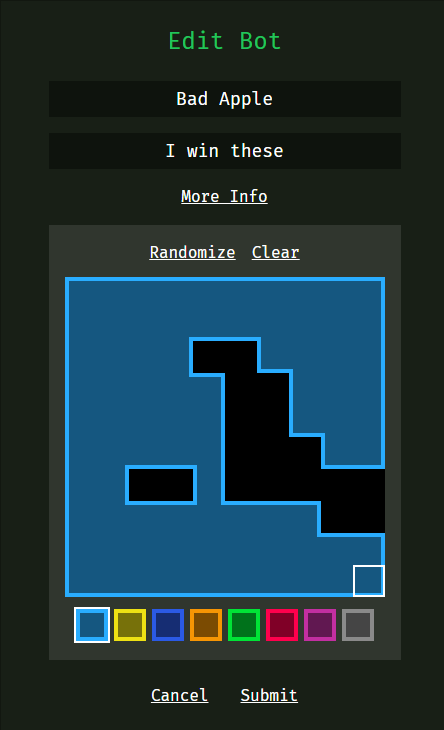 Edit Bot
Bad Apple
I win these
More Info
Randomize Clear
Cancel Submit